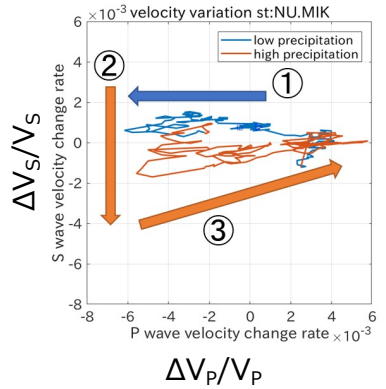 6 ×10⁻³ velocity variation st:NU.MIK
low precipitation
high precipitation
①
②
③
4
2
0
-2
-4
-6
-8
S wave velocity change rate
ΔVS/VS
-8 -6 -4 -2 0 2 4 6
P wave velocity change rate ×10⁻³
ΔVP/VP